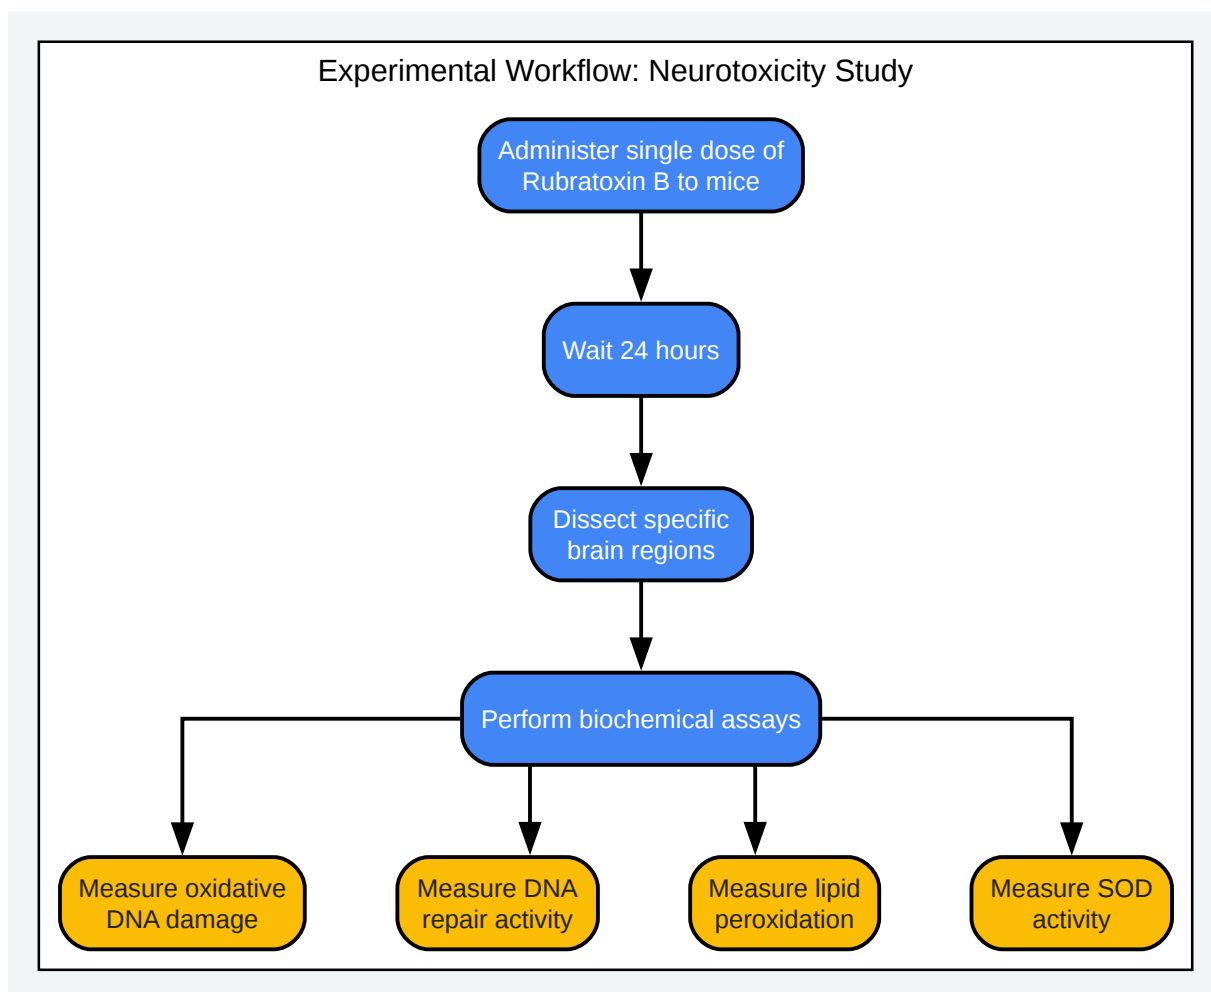 Experimental Workflow: Neurotoxicity Study
Administer single dose of
Rubratoxin B to mice
Wait 24 hours
Dissect specific
brain regions
Perform biochemical assays
Measure oxidative
DNA damage
Measure DNA
repair activity
Measure lipid
peroxidation
Measure SOD
activity